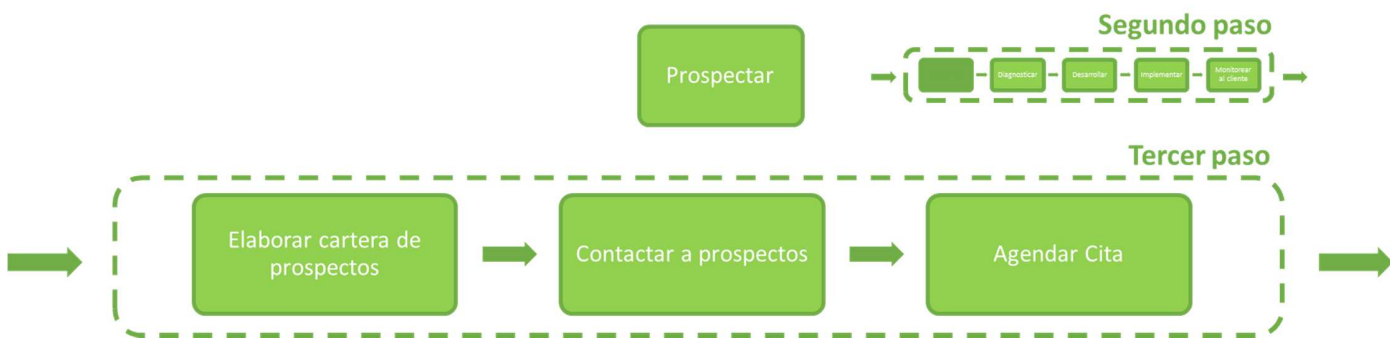 Segundo paso
Prospectar
Diagnosticar
Desarrollar
Implementar
Monitorear
al cliente
Tercer paso
Elaborar cartera de
prospectos
Contactar a prospectos
Agendar Cita